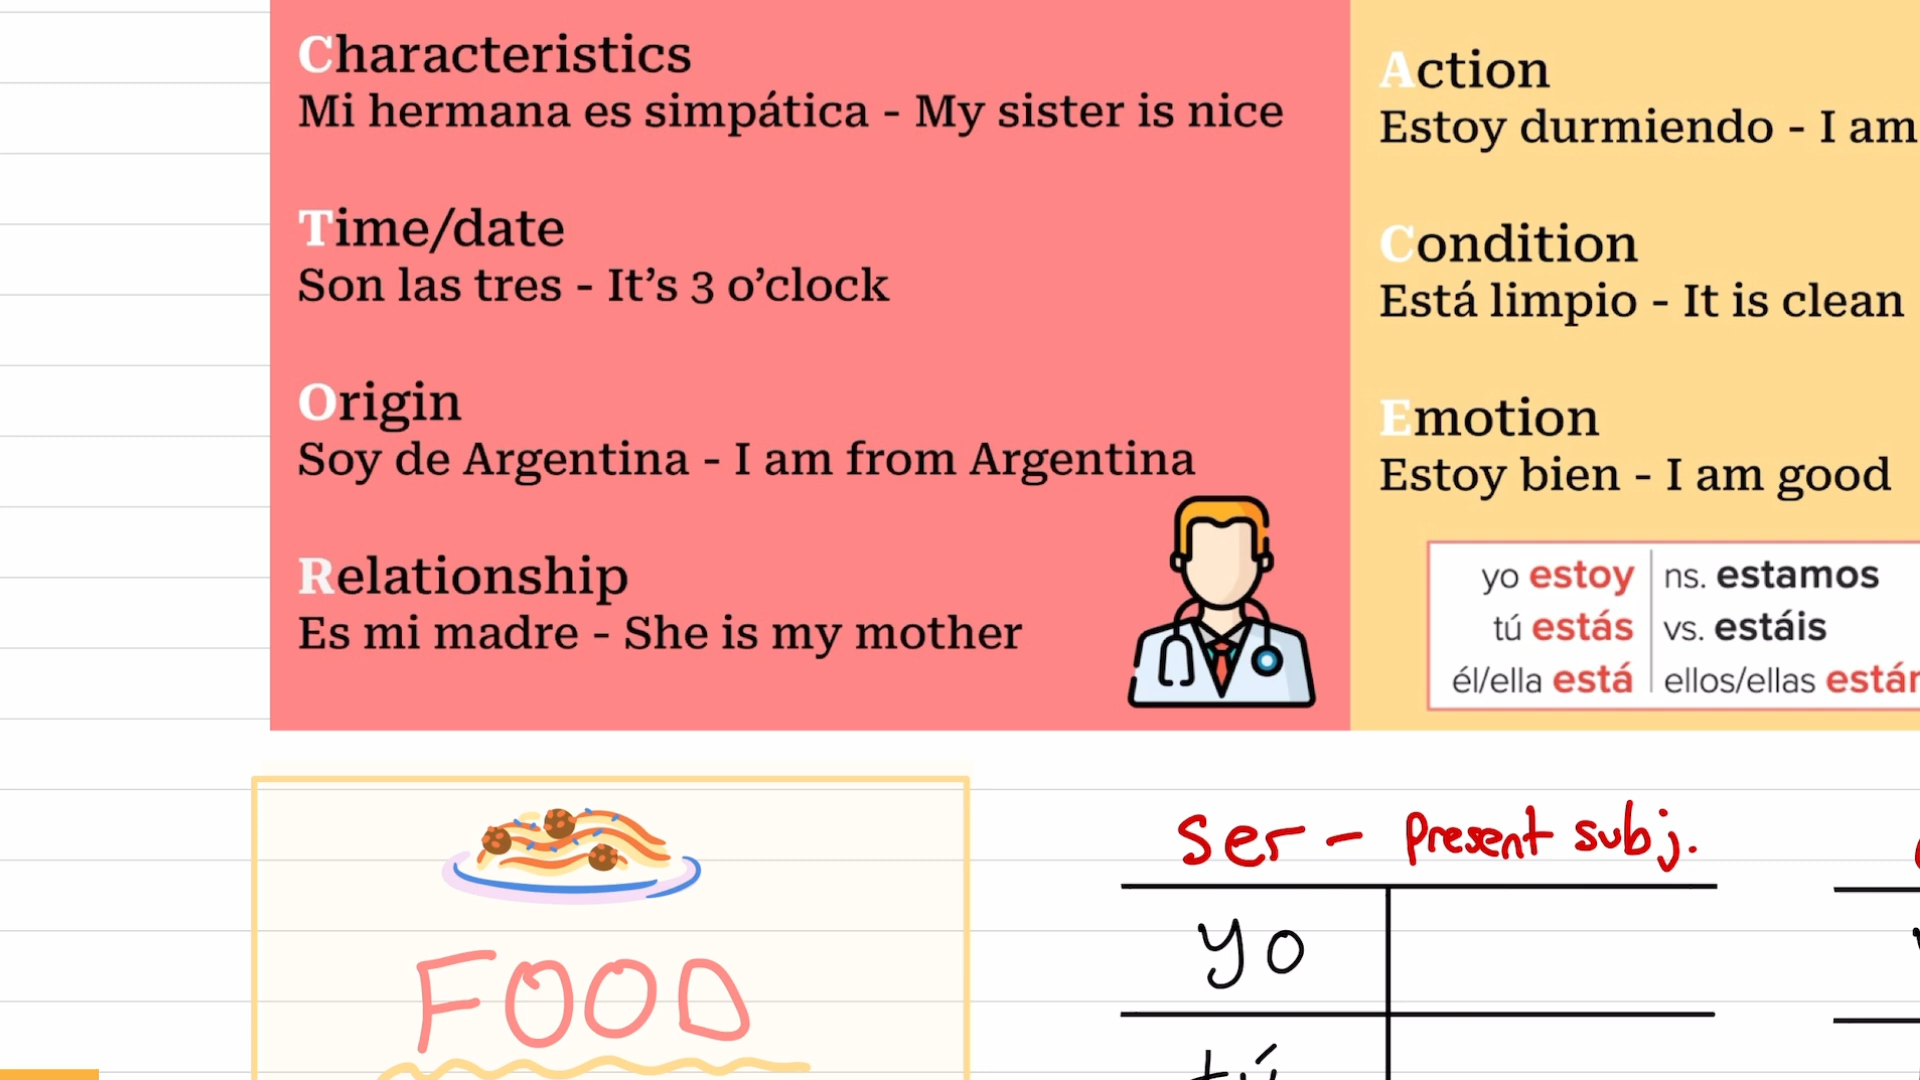 Characteristics
Mi hermana es simpática - My sister is nice
Time/date
Son las tres - It’s 3 o’clock
Origin
Soy de Argentina - I am from Argentina
Relationship
Es mi madre - She is my mother
Action
Estoy durmiendo - I am
Condition
Está limpio - It is clean
Emotion
Estoy bien - I am good
yo estoy ns. estamos
tú estás vs. estáis
él/ella está ellos/ellas están
FOOD
ser - present subj.
yo
tú